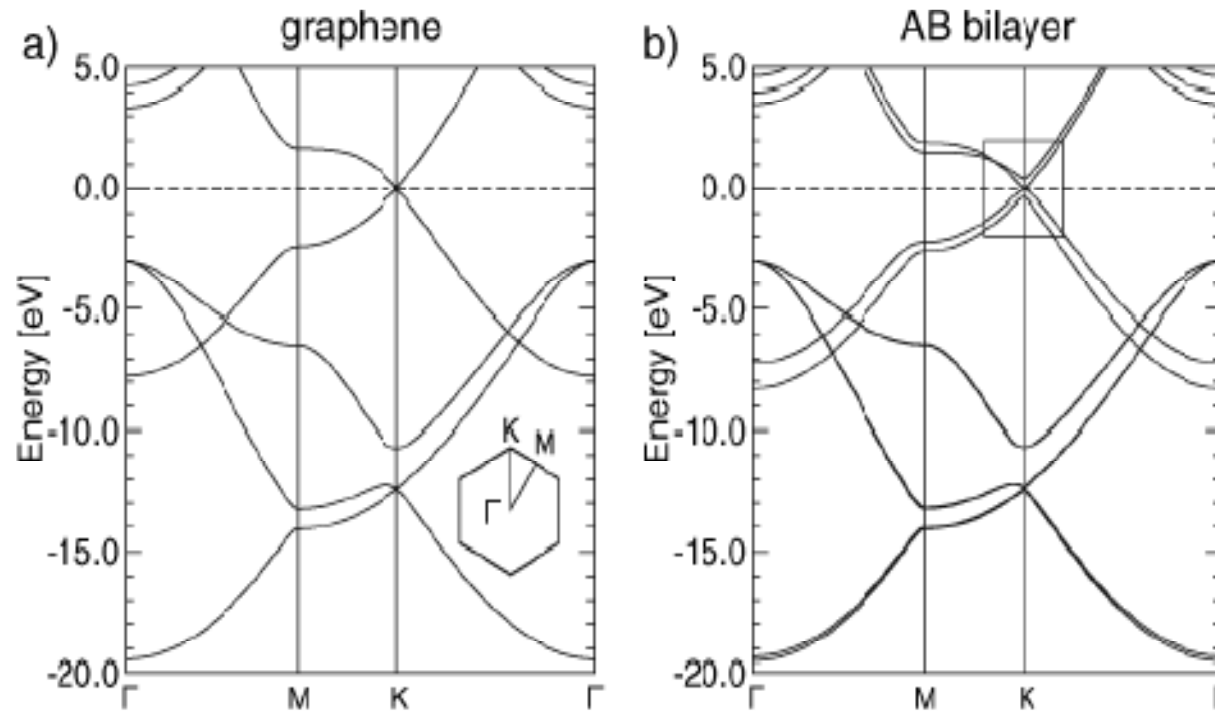 a) graphene
5.0
0.0
-5.0
-10.0
-15.0
-20.0
Energy [eV]
Γ M K Γ
K
M
Γ
b) AB bilayer
5.0
0.0
-5.0
-10.0
-15.0
-20.0
Energy [eV]
Γ M K